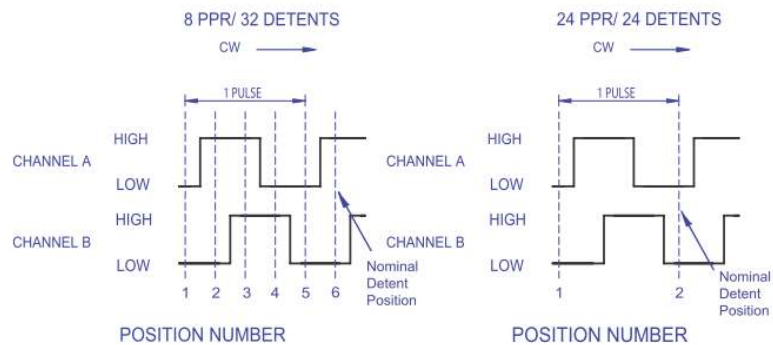 8 PPR/ 32 DETENTS
CW
1 PULSE
CHANNEL A
HIGH
LOW
CHANNEL B
HIGH
LOW
1 2 3 4 5 6
Nominal
Detent
Position
POSITION NUMBER
24 PPR/ 24 DETENTS
CW
1 PULSE
CHANNEL A
HIGH
LOW
CHANNEL B
HIGH
LOW
1 2
Nominal
Detent
Position
POSITION NUMBER